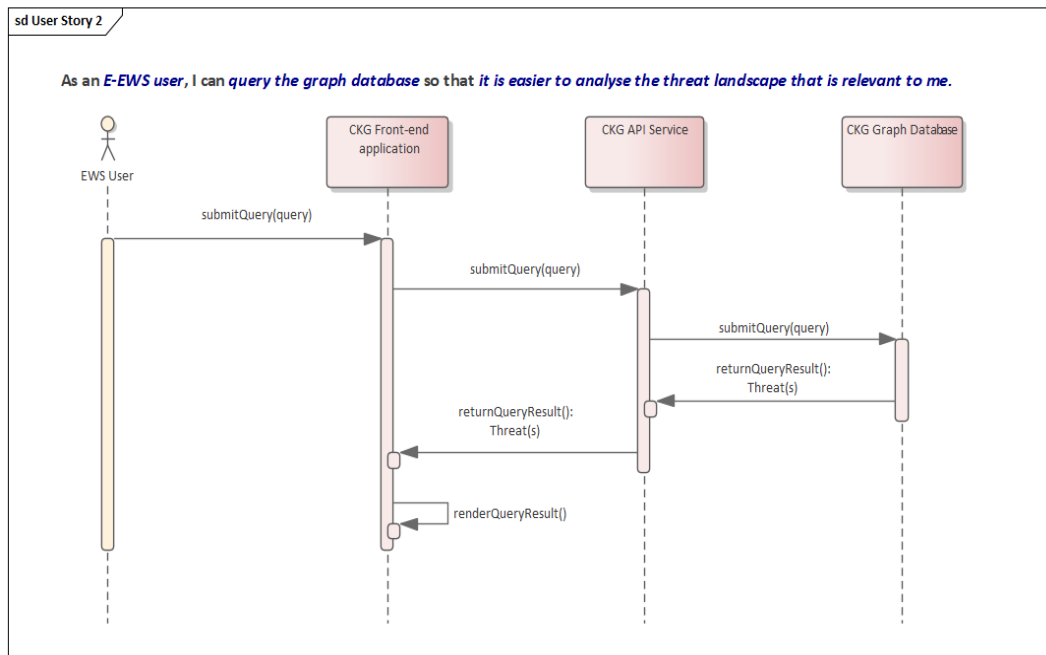 sd User Story 2
As an E-EWS user, I can query the graph database so that it is easier to analyse the threat landscape that is relevant to me.
CKG Front-end
application
CKG API Service
CKG Graph Database
EWS User
submitQuery(query)
submitQuery(query)
submitQuery(query)
returnQueryResult():
Threat(s)
returnQueryResult():
Threat(s)
renderQueryResult()